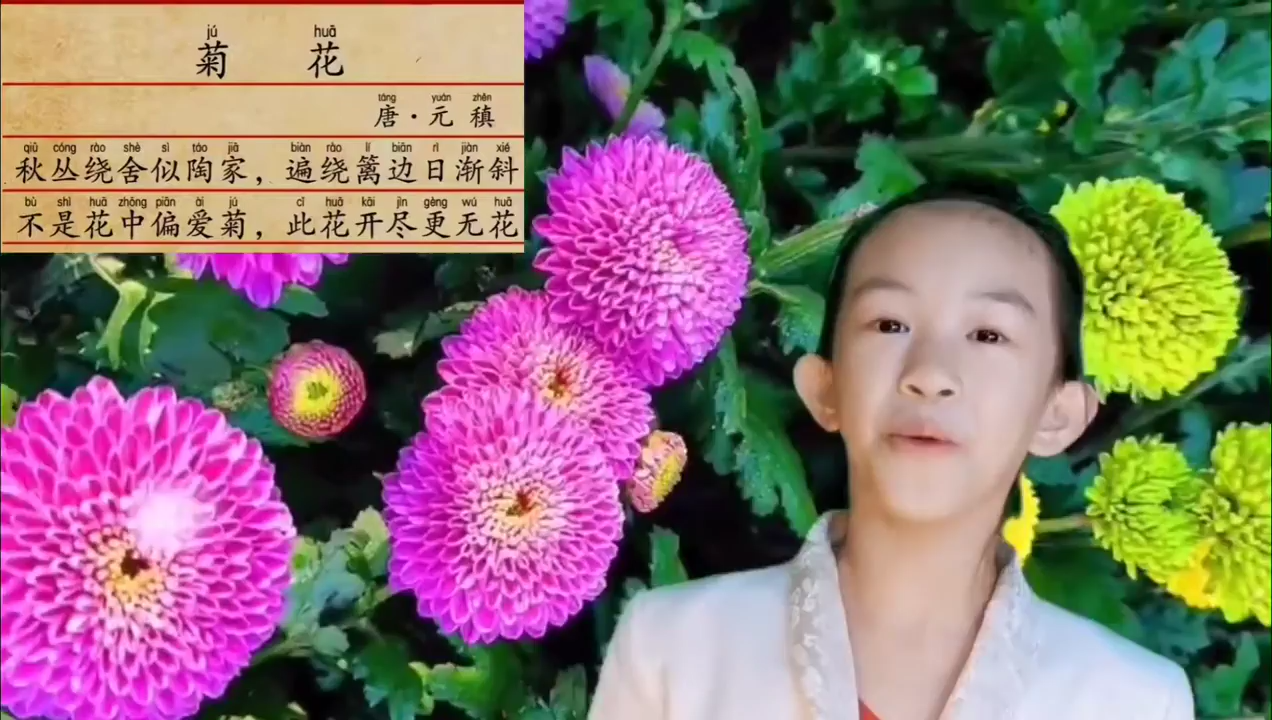 jú huā
菊 花
táng yuán zhěn
唐·元 稹
qiū cóng rào shè sì táo jiā biàn rào lí biān rì jiàn xié
秋丛绕舍似陶家，遍绕篱边日渐斜
bù shì huā zhōng piān ài jú cǐ huā kāi jìn gèng wú huā
不是花中偏爱菊，此花开尽更无花